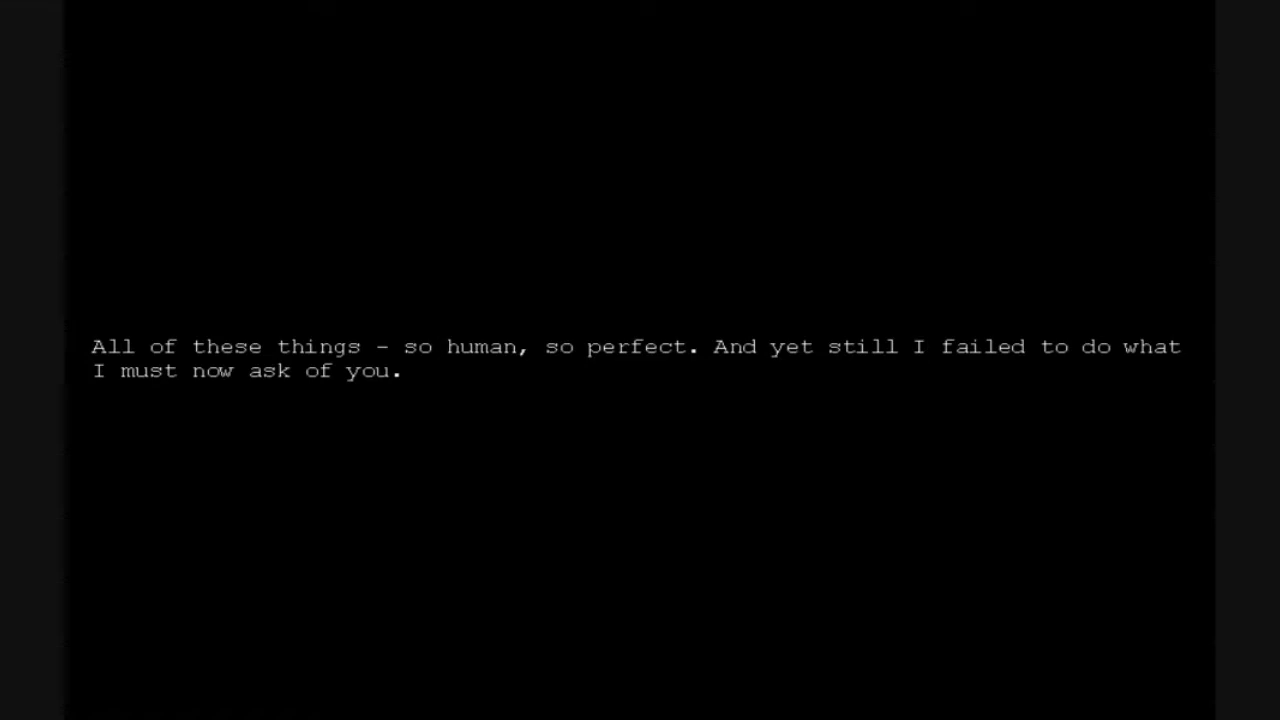 All of these things - so human, so perfect. And yet still I failed to do what
I must now ask of you.